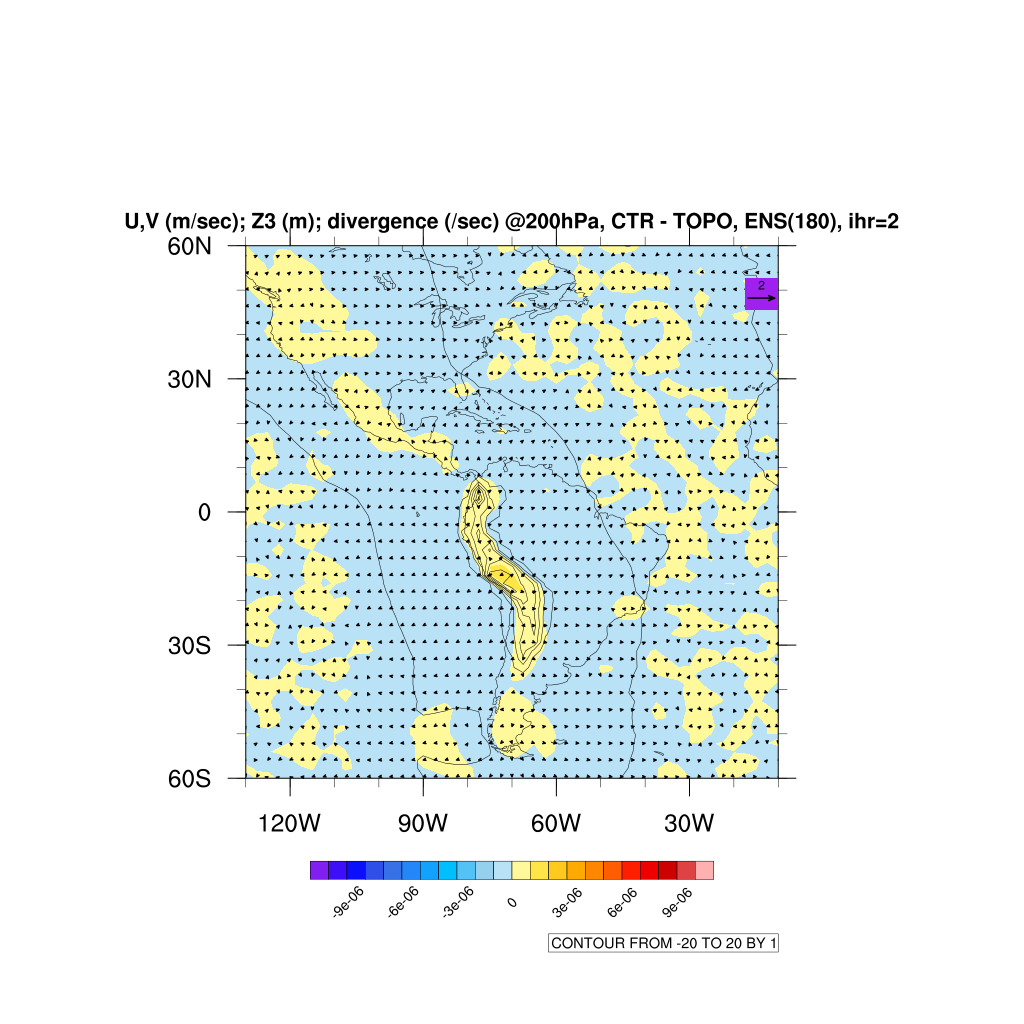 U,V (m/sec); Z3 (m); divergence (/sec) @200hPa, CTR - TOPO, ENS(180), ihr=2
60N
2
30N
0
30S
60S
120W 90W 60W 30W
-9e-06 -6e-06 -3e-06 0 3e-06 6e-06 9e-06
CONTOUR FROM -20 TO 20 BY 1